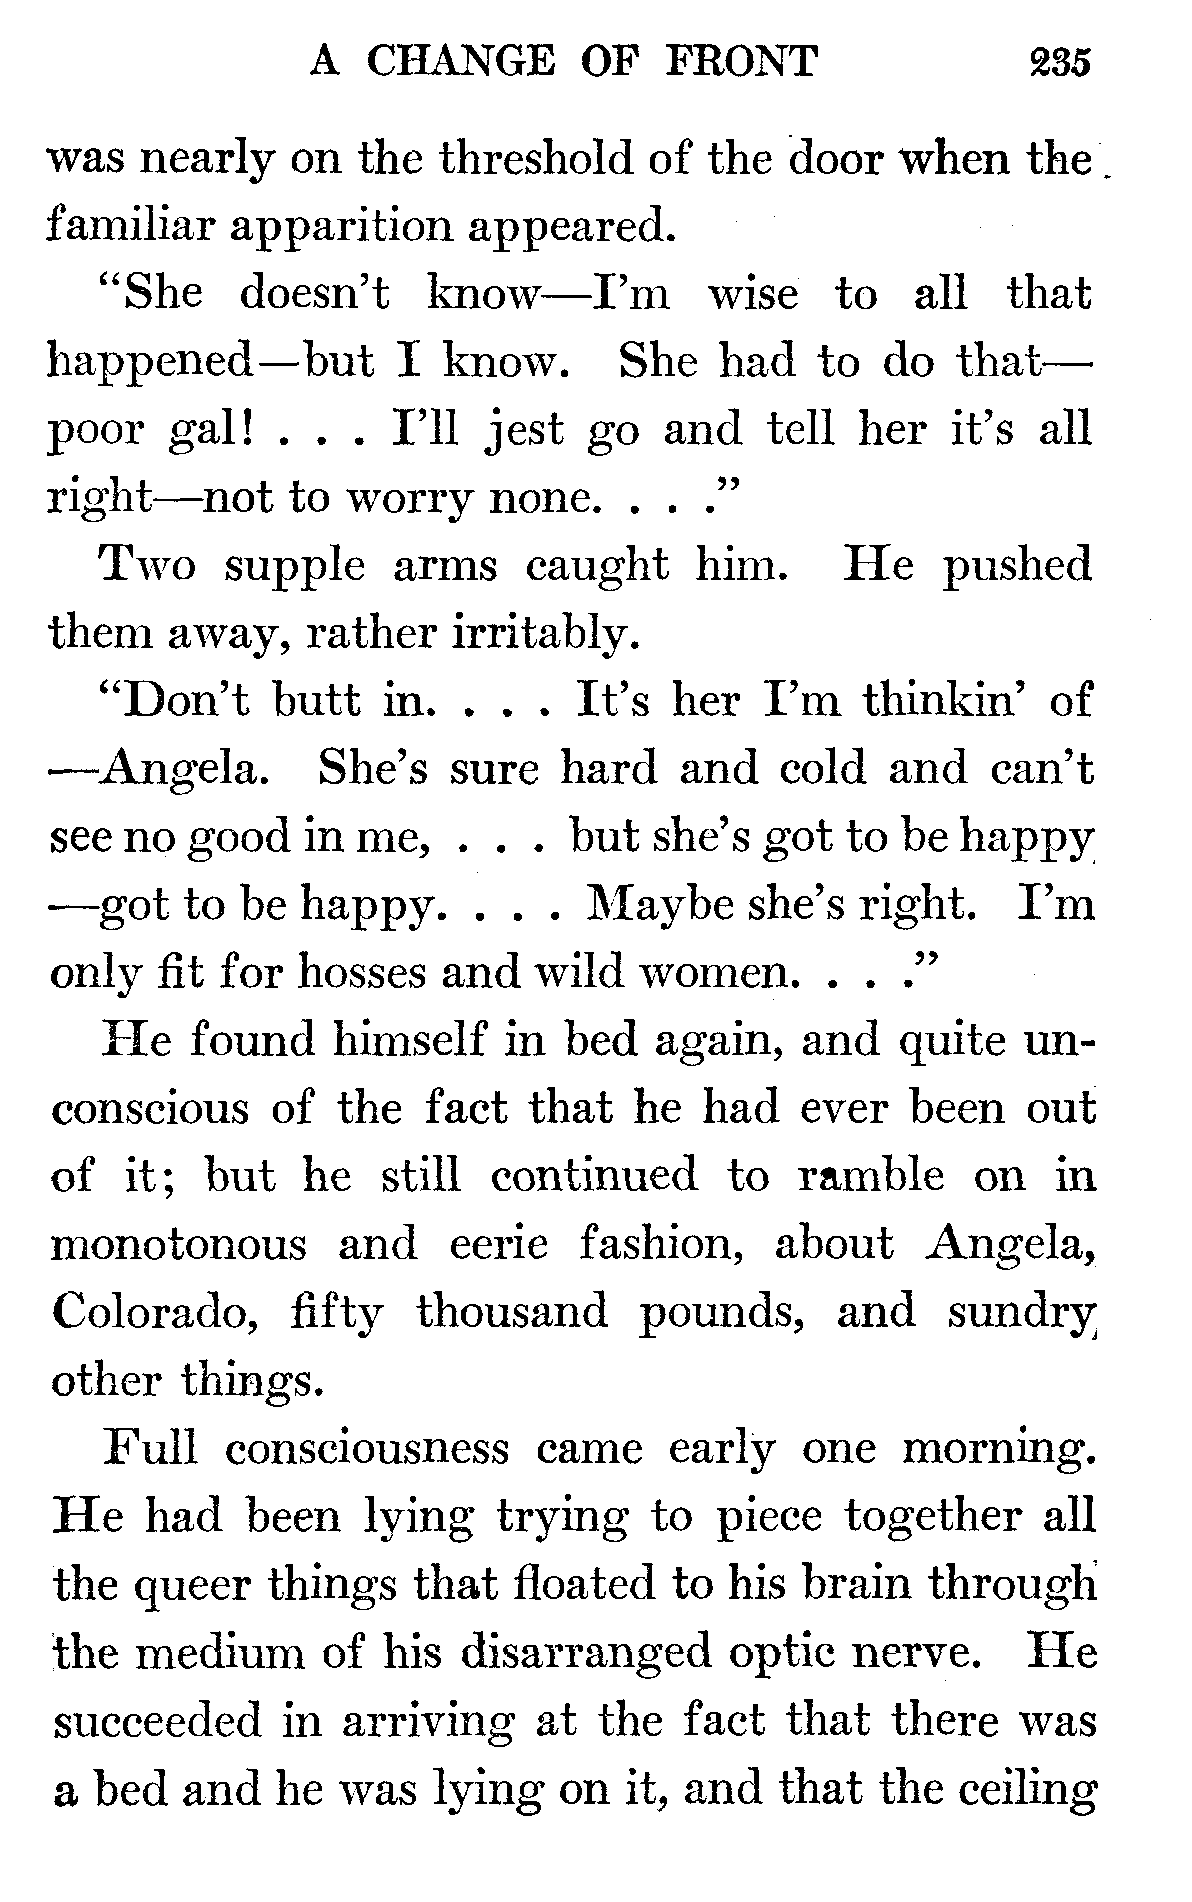 A CHANGE OF FRONT 235
was nearly on the threshold of the door when the
familiar apparition appeared.
“She doesn’t know—I’m wise to all that
happened—but I know. She had to do that—
poor gal! . . . I’ll jest go and tell her it’s all
right—not to worry none. . . .”
Two supple arms caught him. He pushed
them away, rather irritably.
“Don’t butt in. . . . It’s her I’m thinkin’ of
—Angela. She’s sure hard and cold and can’t
see no good in me, . . . but she’s got to be happy
—got to be happy. . . . Maybe she’s right. I’m
only fit for hosses and wild women. . . .”
He found himself in bed again, and quite un-
conscious of the fact that he had ever been out
of it; but he still continued to ramble on in
monotonous and eerie fashion, about Angela,
Colorado, fifty thousand pounds, and sundry
other things.
Full consciousness came early one morning.
He had been lying trying to piece together all
the queer things that floated to his brain through
the medium of his disarranged optic nerve. He
succeeded in arriving at the fact that there was
a bed and he was lying on it, and that the ceiling